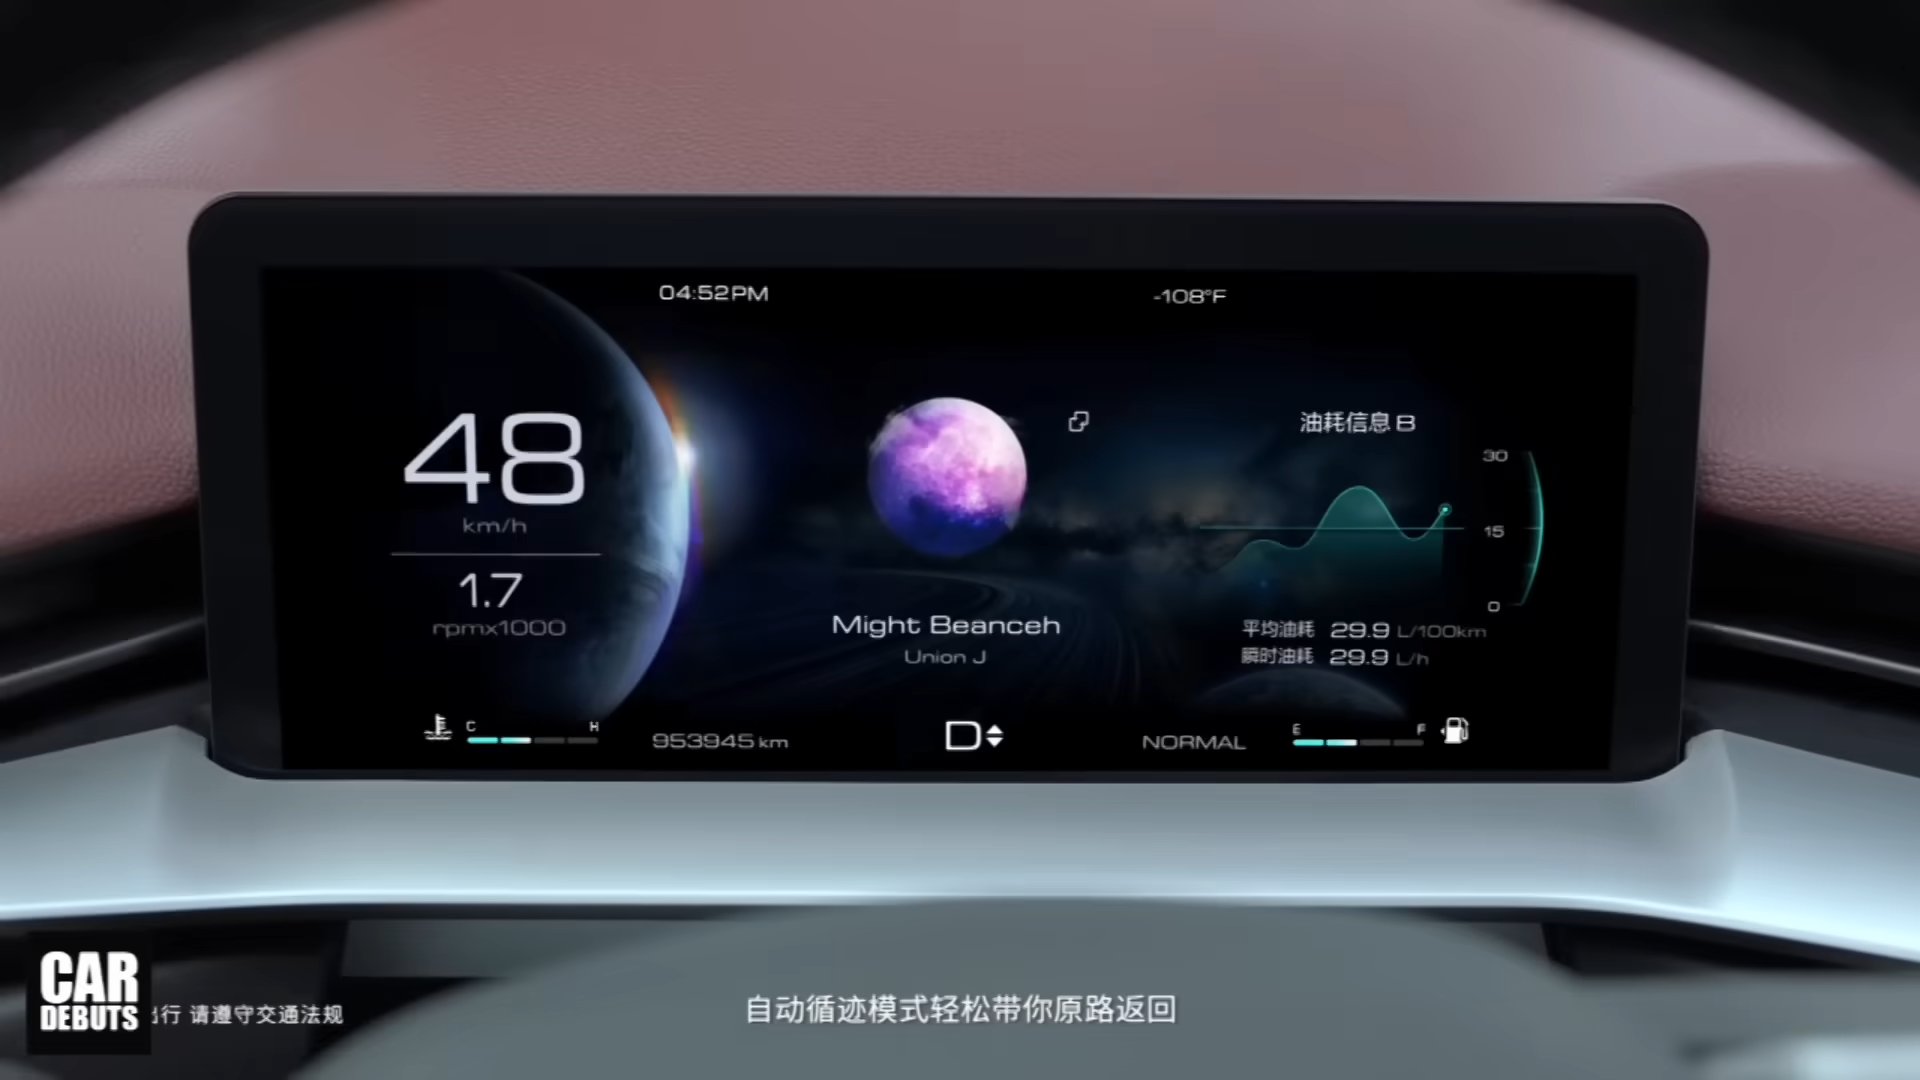 04:52PM
-108°F
48
km/h
1.7
rpmx1000
Might Beanceh
Union J
油耗信息 B
30
15
0
平均油耗 29.9 L/100km
瞬时油耗 29.9 L/h
C H
953945 km
D
NORMAL
E F
CAR
DEBUTS
出行 请遵守交通法规
自动循迹模式轻松带你原路返回